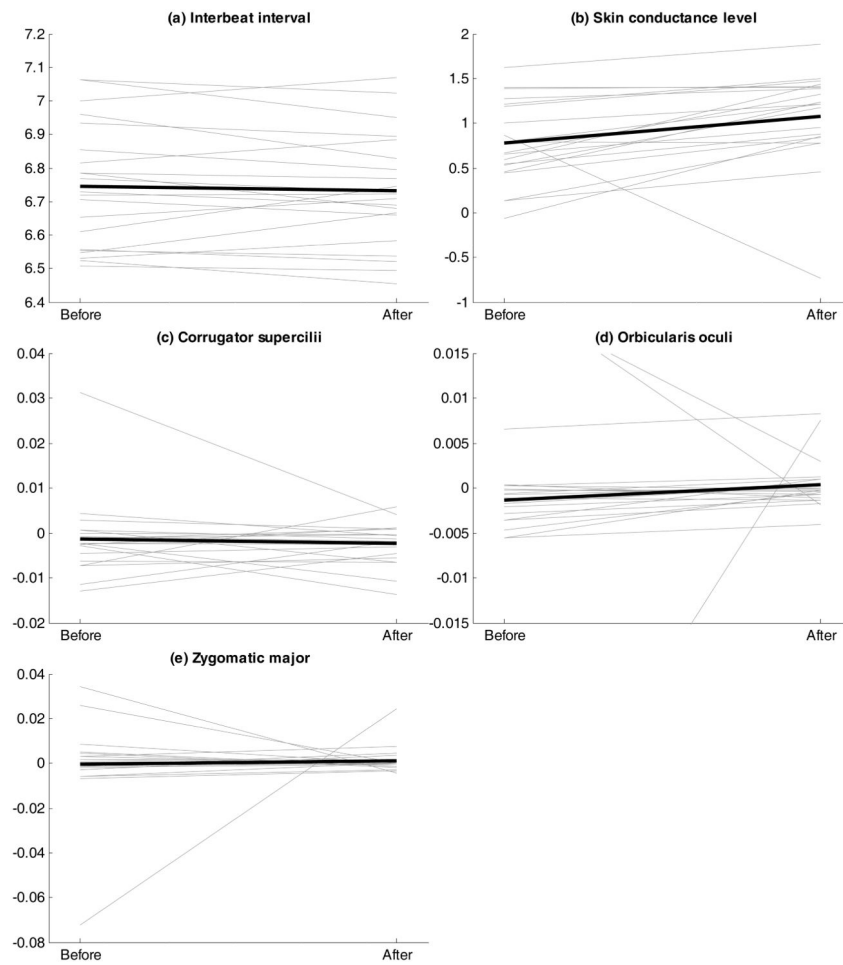 (a) Interbeat interval
7.2
7.1
7
6.9
6.8
6.7
6.6
6.5
6.4
Before
After
(b) Skin conductance level
2
1.5
1
0.5
0
-0.5
-1
Before
After
(c) Corrugator supercilii
0.04
0.03
0.02
0.01
0
-0.01
-0.02
Before
After
(d) Orbicularis oculi
0.015
0.01
0.005
0
-0.005
-0.01
-0.015
Before
After
(e) Zygomatic major
0.04
0.02
0
-0.02
-0.04
-0.06
-0.08
Before
After